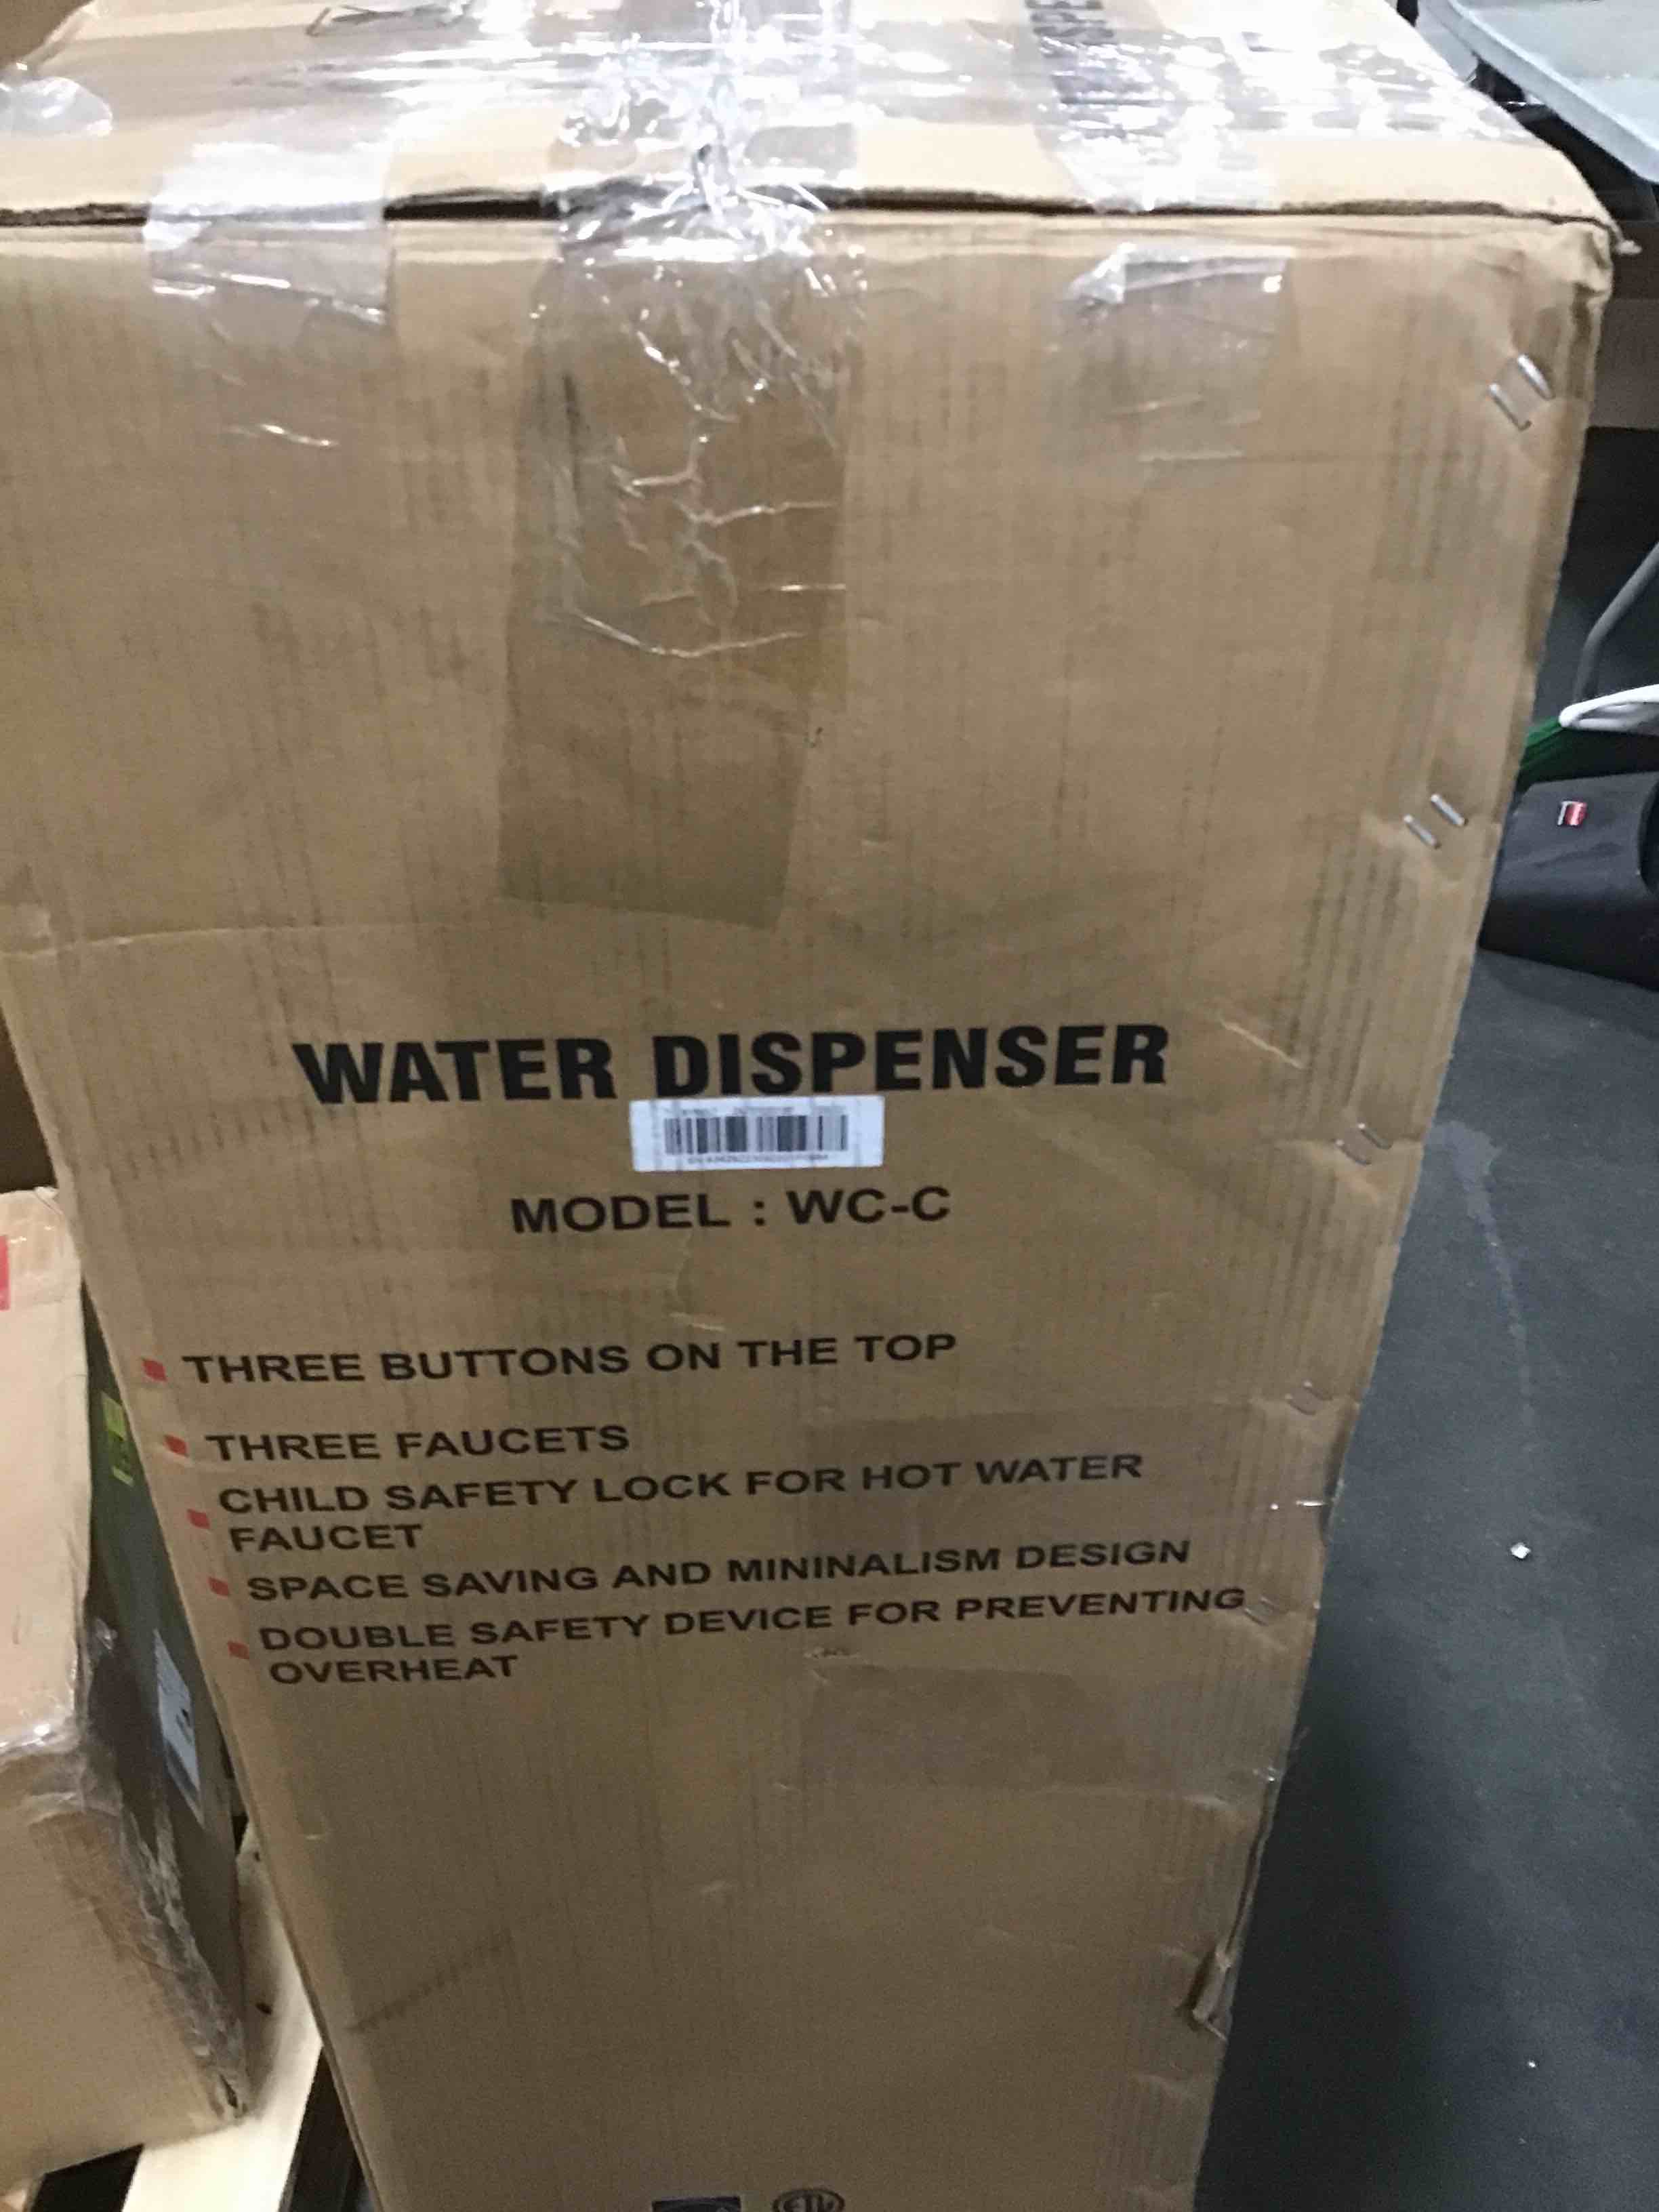 WATER DISPENSER
MODEL : WC-C
THREE BUTTONS ON THE TOP
THREE FAUCETS
CHILD SAFETY LOCK FOR HOT WATER
FAUCET
SPACE SAVING AND MININALISM DESIGN
DOUBLE SAFETY DEVICE FOR PREVENTING
OVERHEAT